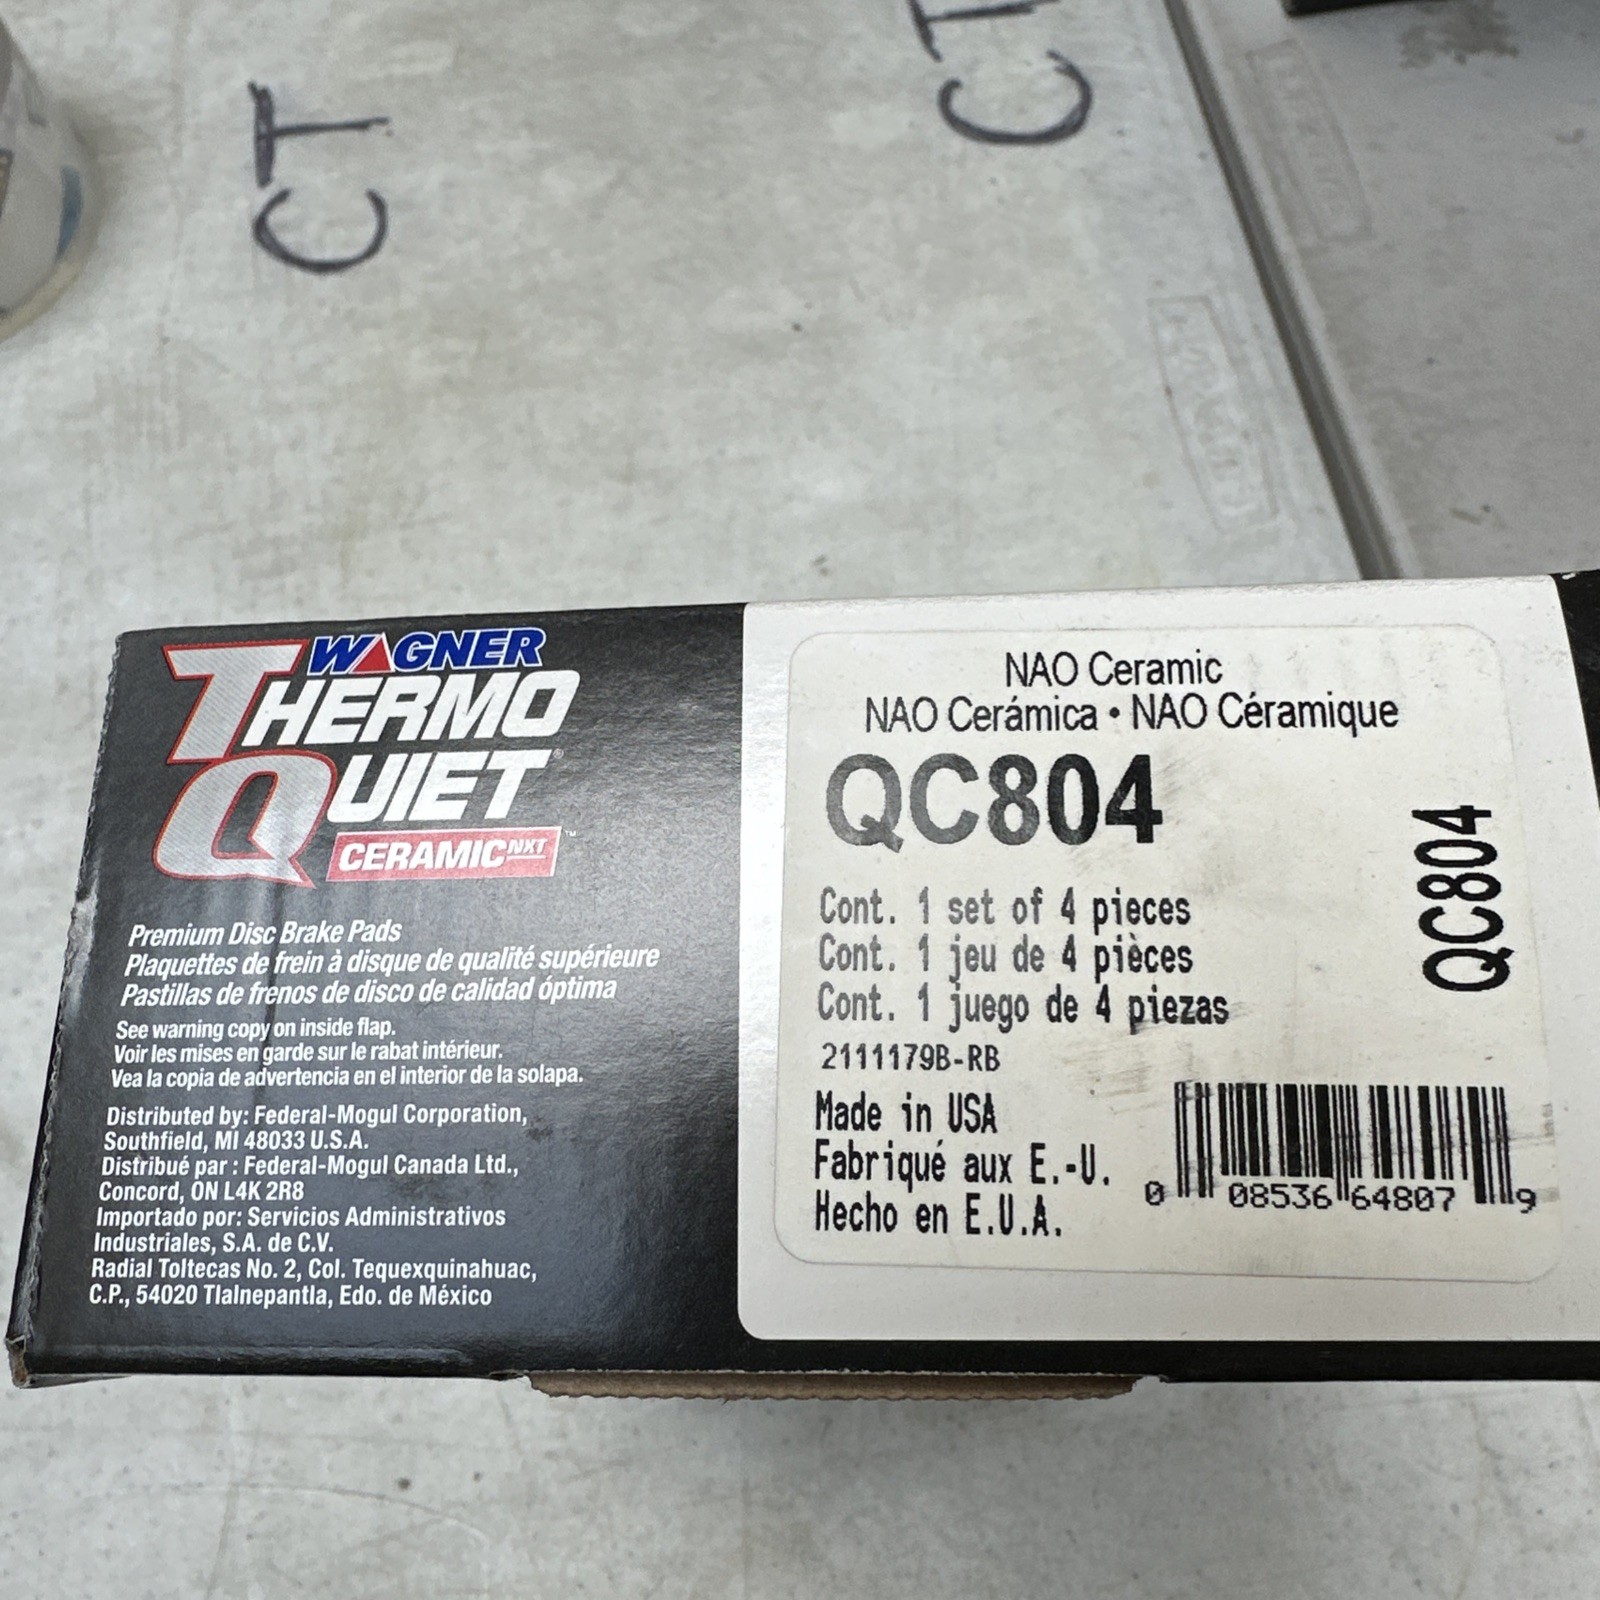 CT
CT
WAGNER
THERMO
QUIET®
CERAMIC NXT™
Premium Disc Brake Pads
Plaquettes de frein à disque de qualité supérieure
Pastillas de frenos de disco de calidad óptima
See warning copy on inside flap.
Voir les mises en garde sur le rabat intérieur.
Vea la copia de advertencia en el interior de la solapa.
Distributed by: Federal-Mogul Corporation,
Southfield, MI 48033 U.S.A.
Distribué par : Federal-Mogul Canada Ltd.,
Concord, ON L4K 2R8
Importado por: Servicios Administrativos
Industriales, S.A. de C.V.
Radial Toltecas No. 2, Col. Tequexquinahuac,
C.P., 54020 Tlalnepantla, Edo. de México
NAO Ceramic
NAO Cerámica • NAO Céramique
QC804
Cont. 1 set of 4 pieces
Cont. 1 jeu de 4 pièces
Cont. 1 juego de 4 piezas
2111179B-RB
Made in USA
Fabriqué aux E.-U.
Hecho en E.U.A.
QC804
0 08536 64807 9